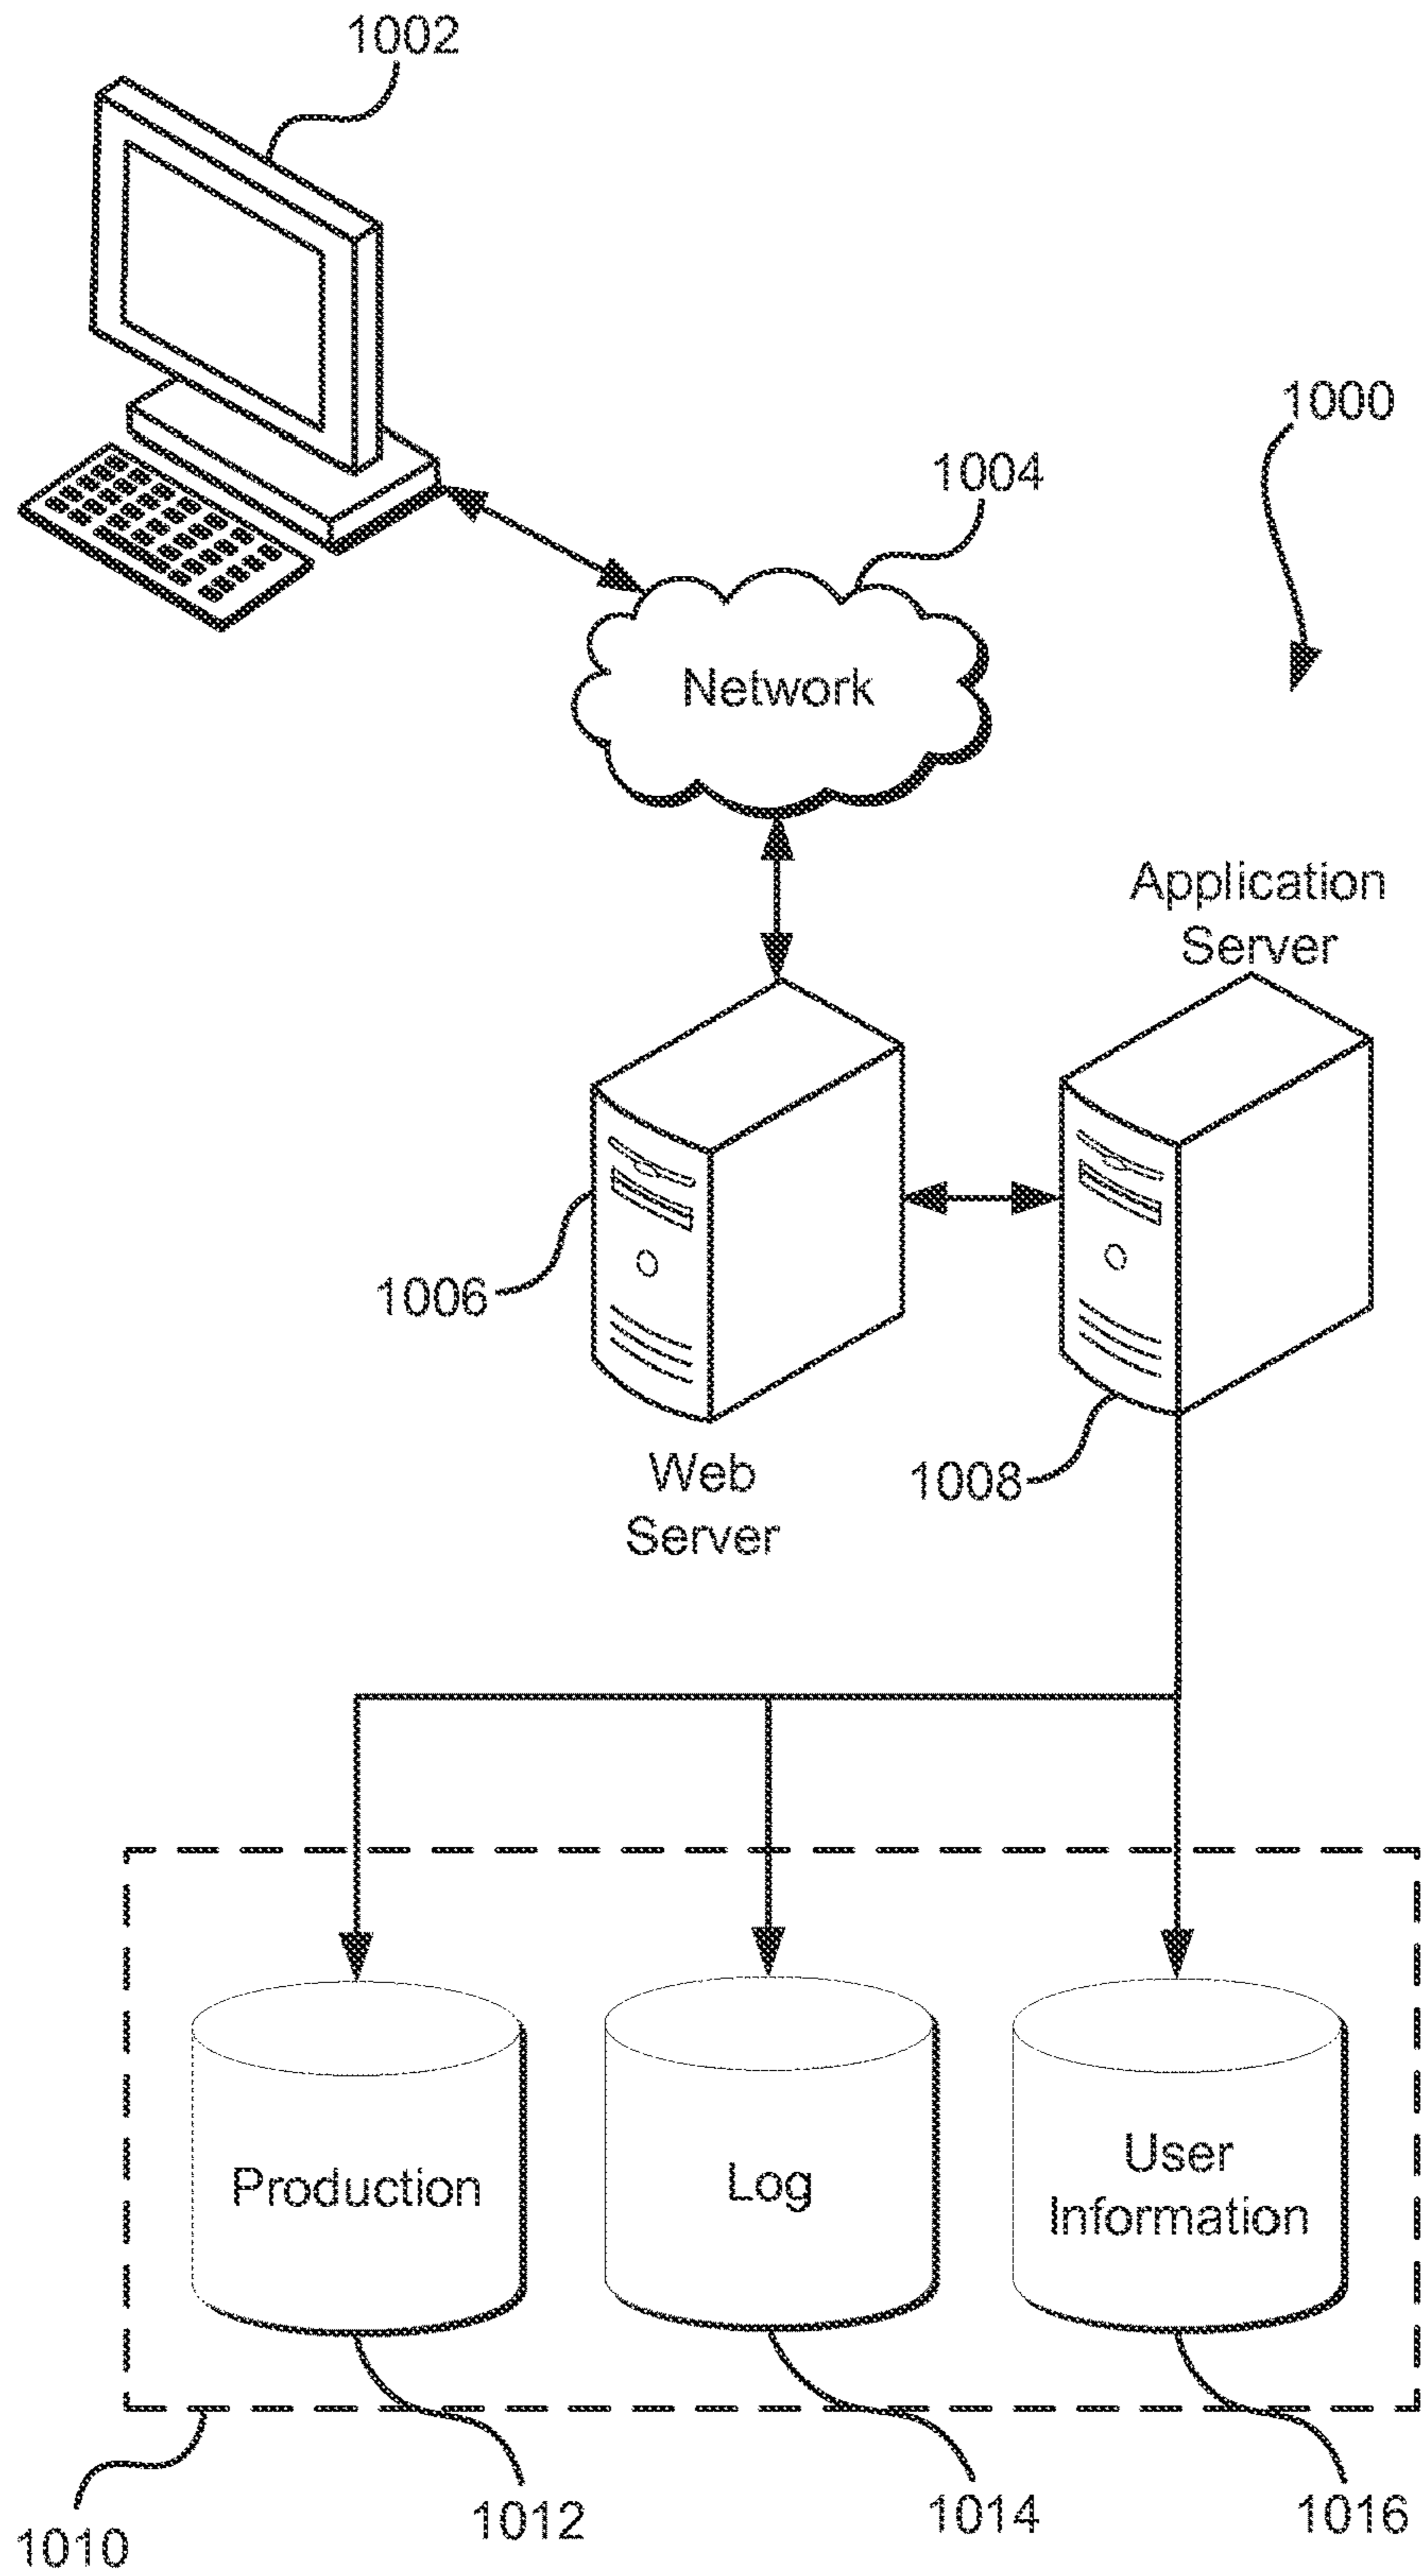 1002
1000
1004
Network
Application
Server
1006
Web
Server
1008
Production
Log
User
Information
1010
1012
1014
1016